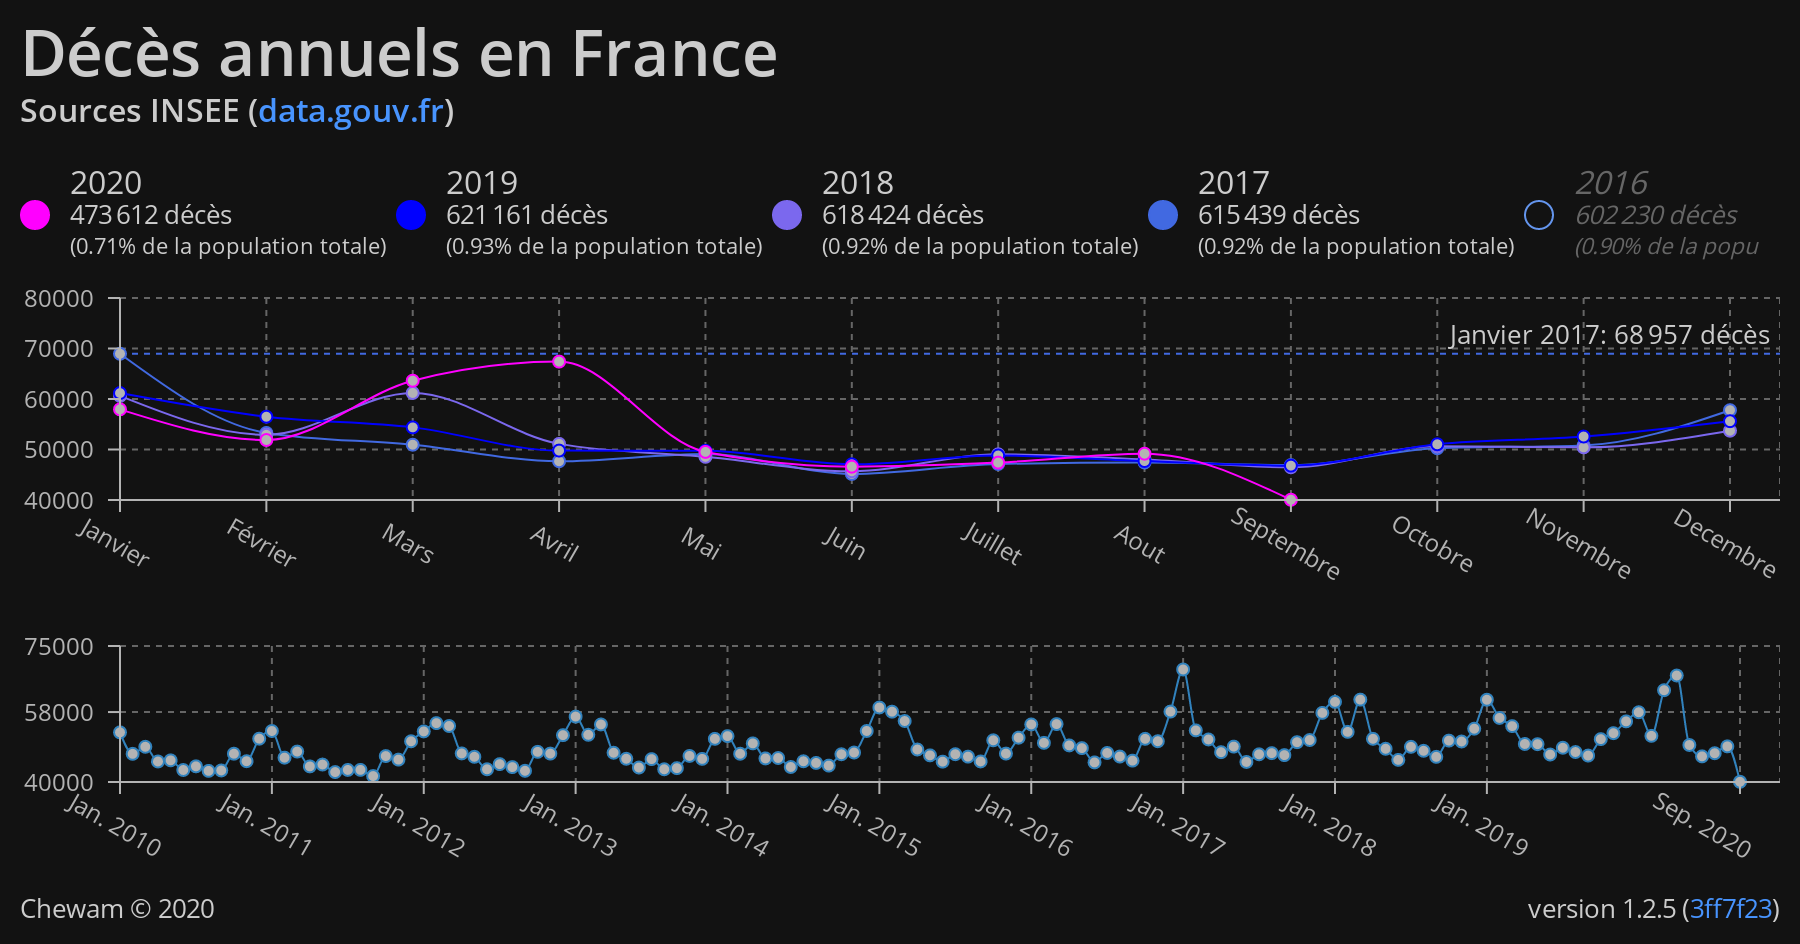 Décès annuels en France
Sources INSEE (data.gouv.fr)
2020
473 612 décès
(0.71% de la population totale)
2019
621 161 décès
(0.93% de la population totale)
2018
618 424 décès
(0.92% de la population totale)
2017
615 439 décès
(0.92% de la population totale)
2016
602 230 décès
(0.90% de la popu
80000
70000
60000
50000
40000
Janvier 2017: 68 957 décès
Janvier
Février
Mars
Avril
Mai
Juin
Juillet
Aout
Septembre
Octobre
Novembre
Decembre
75000
58000
40000
Jan. 2010
Jan. 2011
Jan. 2012
Jan. 2013
Jan. 2014
Jan. 2015
Jan. 2016
Jan. 2017
Jan. 2018
Jan. 2019
Sep. 2020
Chewam © 2020
version 1.2.5 (3ff7f23)